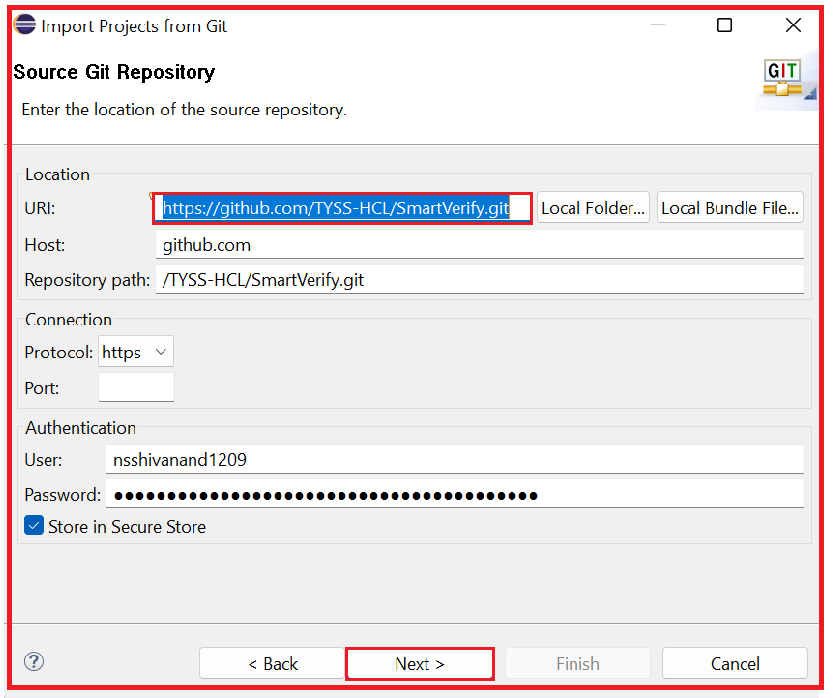 Import Projects from Git
Source Git Repository
GIT
Enter the location of the source repository.
Location
URI: https://github.com/TYSS-HCL/SmartVerify.git Local Folder... Local Bundle File...
Host: github.com
Repository path: /TYSS-HCL/SmartVerify.git
Connection
Protocol: https
Port:
Authentication
User: nsshivanand1209
Password: ●●●●●●●●●●●●●●●●●●●●●●●●●●●●●●●●●●●●●●●●
Store in Secure Store
? < Back Next > Finish Cancel